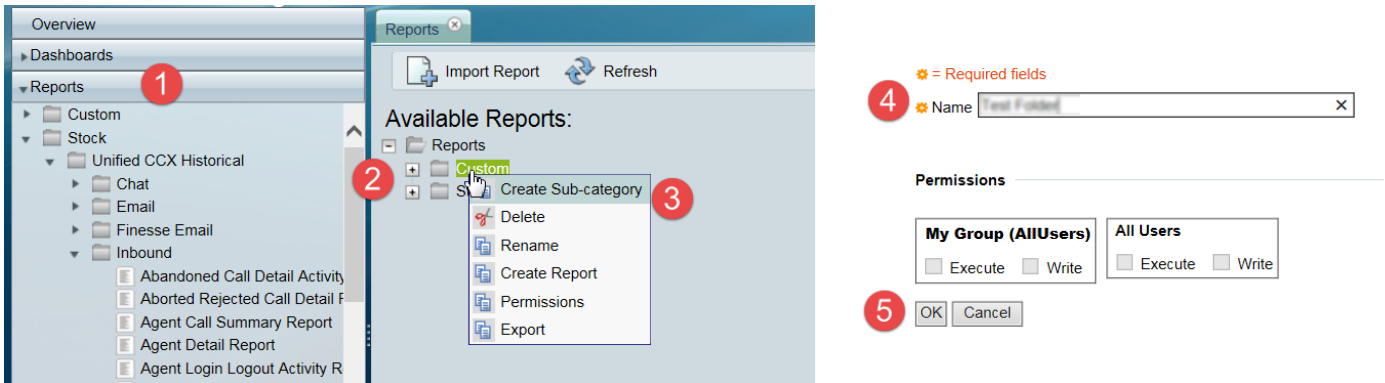 Overview
Dashboards
Reports
1
Custom
Stock
Unified CCX Historical
Chat
Email
Finesse Email
Inbound
Abandoned Call Detail Activity
Aborted Rejected Call Detail
Agent Call Summary Report
Agent Detail Report
Agent Login Logout Activity R
Reports
Import Report Refresh
Available Reports:
Reports
2
Custom
S
Create Sub-category
3
Delete
Rename
Create Report
Permissions
Export
= Required fields
4
Name Test Folder
Permissions
My Group (AllUsers)
Execute Write
All Users
Execute Write
5
OK Cancel